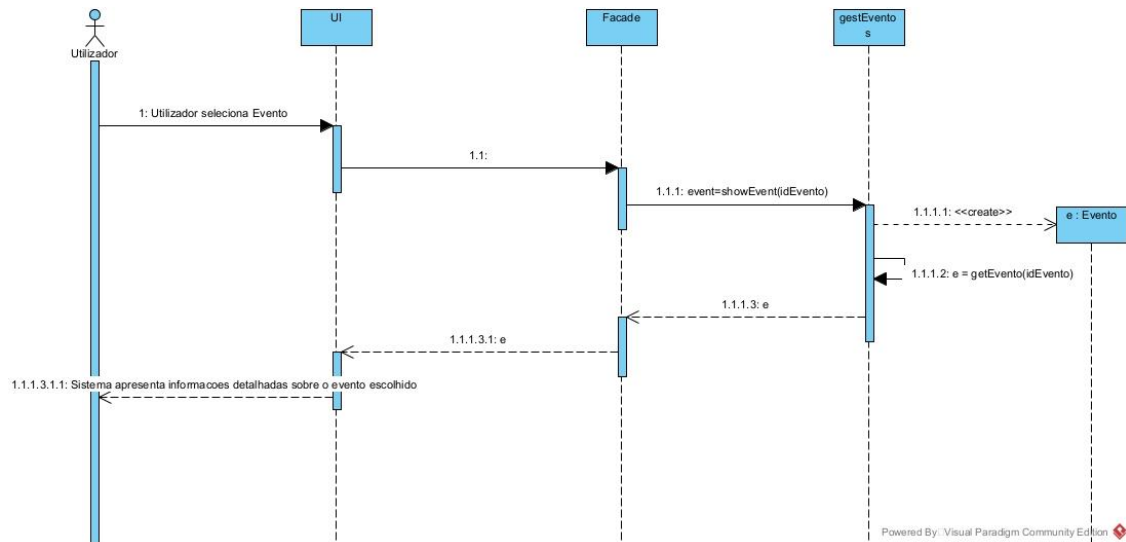 UI
Facade
gestEvento
s
Utilizador
1: Utilizador seleciona Evento
1.1:
1.1.1: event=showEvent(idEvento)
1.1.1.1: <<create>>
e : Evento
1.1.1.2: e = getEvento(idEvento)
1.1.1.3: e
1.1.1.3.1: e
1.1.1.3.1.1: Sistema apresenta informacoes detalhadas sobre o evento escolhido
Powered By Visual Paradigm Community Edition